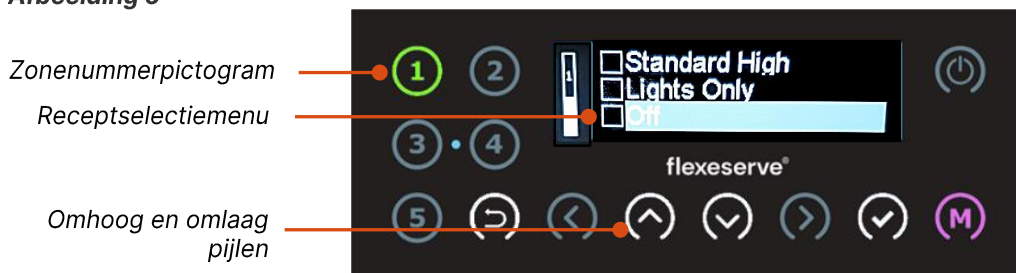 Afbeelding 3
Zonenummerpictogram
Receptselectiemenu
Omhoog en omlaag
pijlen
1 2
3 4
5
1
Standard High
Lights Only
Off
flexeserve®
M